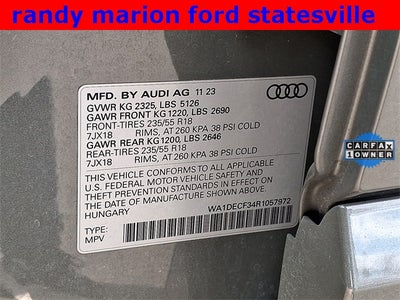 randy marion ford statesville
MFD. BY AUDI AG 11 23
GVWR KG 2325, LBS 5126
GAWR FRONT KG1220, LBS 2690
FRONT-TIRES 235/55 R18
7JX18 RIMS, AT 260 KPA 38 PSI COLD
GAWR REAR KG1200, LBS 2646
REAR-TIRES 235/55 R18
7JX18 RIMS, AT 260 KPA 38 PSI COLD
THIS VEHICLE CONFORMS TO ALL APPLICABLE
U.S. FEDERAL MOTOR VEHICLE SAFETY AND
THEFT PREVENTION STANDARDS IN EFFECT ON
THE DATE OF MANUFACTURE SHOWN ABOVE.
HUNGARY
TYPE: WA1DECF34R1057972
MPV
CARFAX
1 OWNER